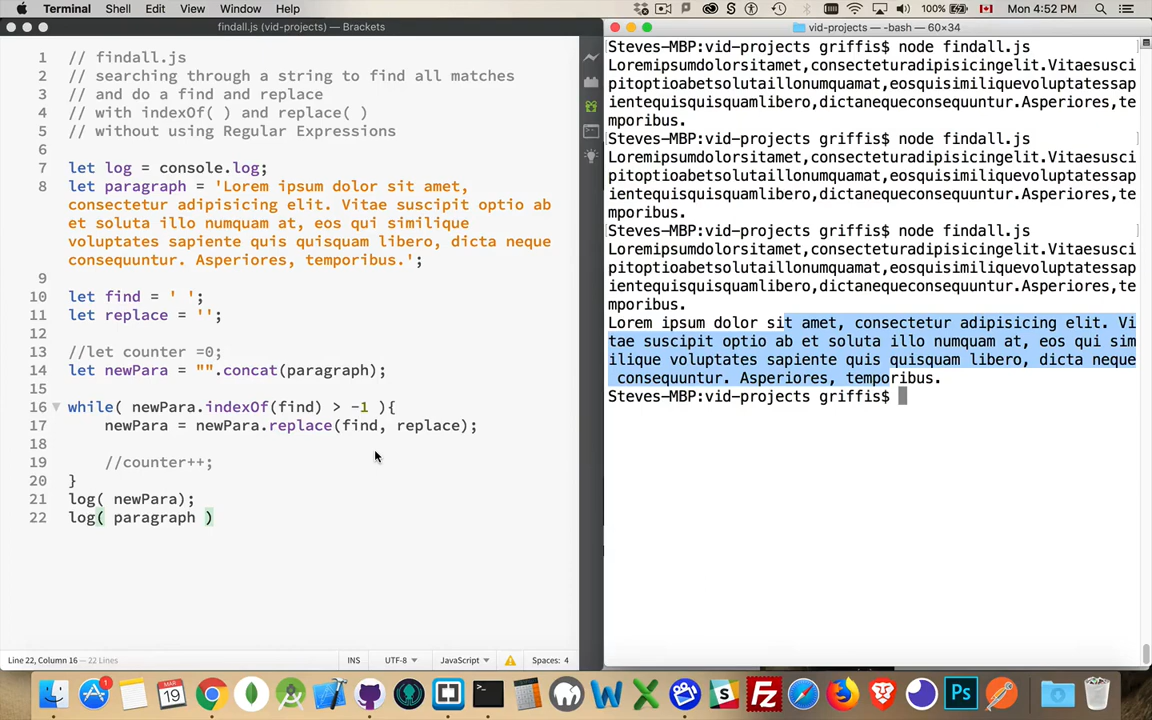 Terminal Shell Edit View Window Help
100% Mon 4:52 PM
findall.js (vid-projects) — Brackets
1 // findall.js
2 // searching through a string to find all matches
3 // and do a find and replace
4 // with indexOf( ) and replace( )
5 // without using Regular Expressions
6
7 let log = console.log;
8 let paragraph = 'Lorem ipsum dolor sit amet,
consectetur adipisicing elit. Vitae suscipit optio ab
et soluta illo numquam at, eos qui similique
voluptates sapiente quis quisquam libero, dicta neque
consequuntur. Asperiores, temporibus.';
9
10 let find = ' ';
11 let replace = '';
12
13 //let counter =0;
14 let newPara = "".concat(paragraph);
15
16 while( newPara.indexOf(find) > -1 ){
17 newPara = newPara.replace(find, replace);
18
19 //counter++;
20 }
21 log( newPara);
22 log( paragraph )
Line 22, Column 16 — 22 Lines
INS UTF-8 JavaScript Spaces: 4
vid-projects — -bash — 60×34
Steves-MBP:vid-projects griffis$ node findall.js
Loremipsumdolorsitamet,consecteturadipisicingelit.Vitaesusci
pitoptioabetsolutaillonumquamat,eosquisimiliquevoluptatessap
ientequisquisquamlibero,dictanequeconsequuntur.Asperiores,te
mporibus.
Steves-MBP:vid-projects griffis$ node findall.js
Loremipsumdolorsitamet,consecteturadipisicingelit.Vitaesusci
pitoptioabetsolutaillonumquamat,eosquisimiliquevoluptatessap
ientequisquisquamlibero,dictanequeconsequuntur.Asperiores,te
mporibus.
Steves-MBP:vid-projects griffis$ node findall.js
Loremipsumdolorsitamet,consecteturadipisicingelit.Vitaesusci
pitoptioabetsolutaillonumquamat,eosquisimiliquevoluptatessap
ientequisquisquamlibero,dictanequeconsequuntur.Asperiores,te
mporibus.
Lorem ipsum dolor sit amet, consectetur adipisicing elit. Vi
tae suscipit optio ab et soluta illo numquam at, eos qui sim
ilique voluptates sapiente quis quisquam libero, dicta neque
consequuntur. Asperiores, temporibus.
Steves-MBP:vid-projects griffis$